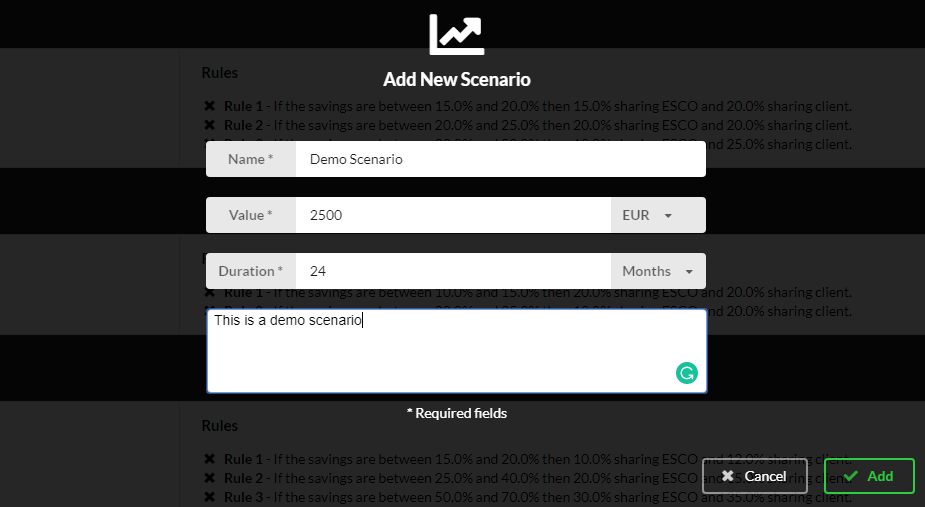 Add New Scenario
Rules
Rule 1 - If the savings are between 15.0% and 20.0% then 15.0% sharing ESCO and 20.0% sharing client.
Rule 2 - If the savings are between 20.0% and 25.0% then 20.0% sharing ESCO and 20.0% sharing client.
and 25.0% sharing client.
Name * Demo Scenario
Value * 2500 EUR
Duration * 24 Months
Rule 1 - If the savings are between 10.0% and 15.0% then 20.0% sharing ESCO and 20.0% sharing client.
and 20.0% sharing client.
This is a demo scenario
* Required fields
Rules
Rule 1 - If the savings are between 15.0% and 20.0% then 10.0% sharing ESCO and 12.0% sharing client.
Rule 2 - If the savings are between 25.0% and 40.0% then 20.0% sharing ESCO
Rule 3 - If the savings are between 50.0% and 70.0% then 30.0% sharing ESCO and 35.0% sharing client.
Cancel Add